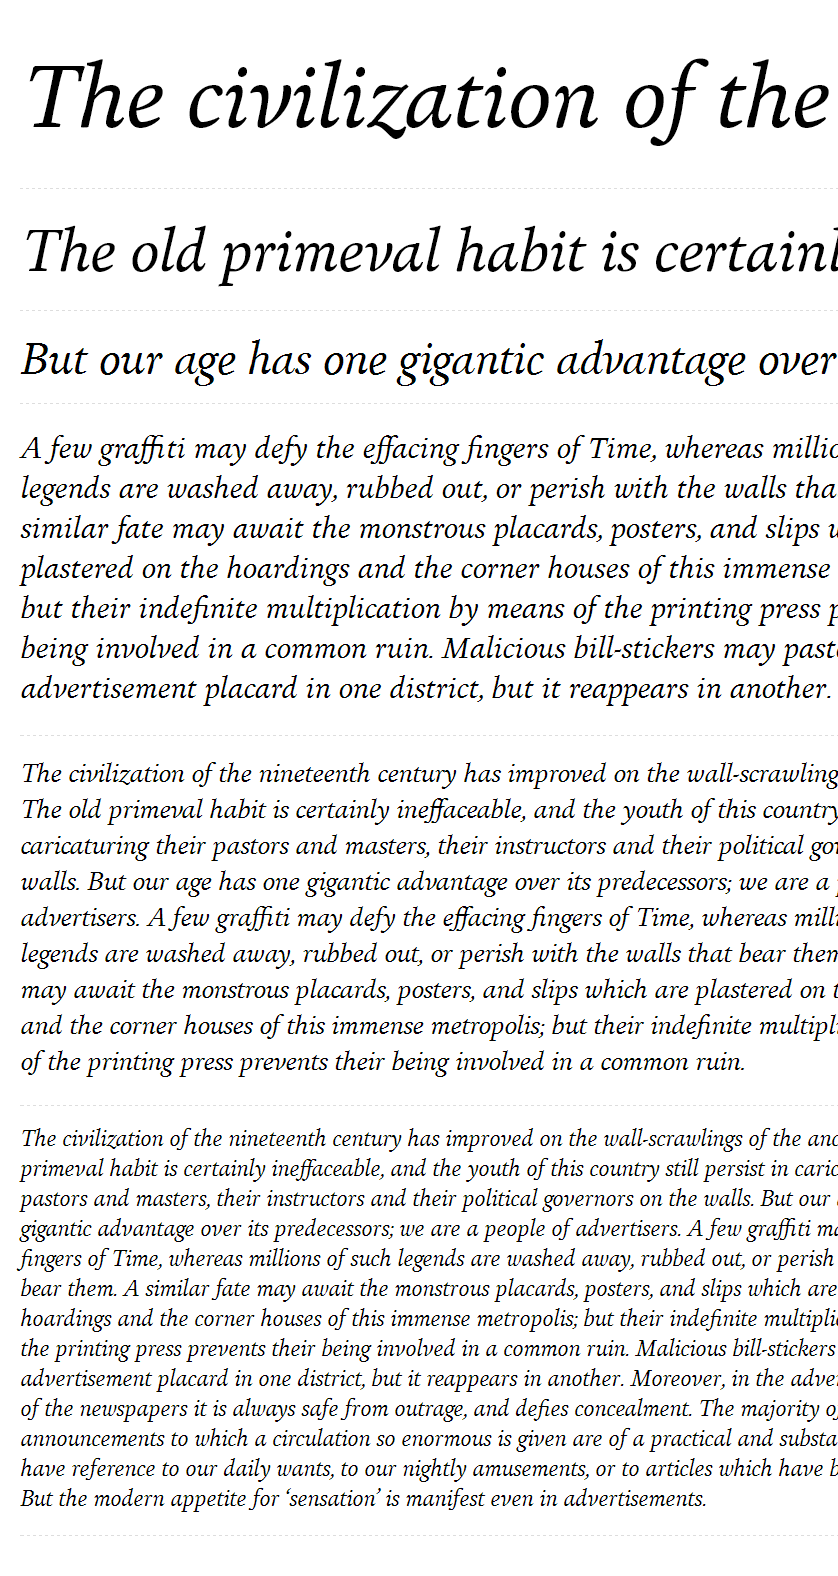 The civilization of the
The old primeval habit is certainl
But our age has one gigantic advantage over
A few graffiti may defy the effacing fingers of Time, whereas millio
legends are washed away, rubbed out, or perish with the walls tha
similar fate may await the monstrous placards, posters, and slips
plastered on the hoardings and the corner houses of this immense
but their indefinite multiplication by means of the printing press
being involved in a common ruin. Malicious bill-stickers may past
advertisement placard in one district, but it reappears in another.
The civilization of the nineteenth century has improved on the wall-scrawling
The old primeval habit is certainly ineffaceable, and the youth of this country
caricaturing their pastors and masters, their instructors and their political go
walls. But our age has one gigantic advantage over its predecessors; we are a
advertisers. A few graffiti may defy the effacing fingers of Time, whereas milli
legends are washed away, rubbed out, or perish with the walls that bear them
may await the monstrous placards, posters, and slips which are plastered on t
and the corner houses of this immense metropolis; but their indefinite multipl
of the printing press prevents their being involved in a common ruin.
The civilization of the nineteenth century has improved on the wall-scrawlings of the anc
primeval habit is certainly ineffaceable, and the youth of this country still persist in caric
pastors and masters, their instructors and their political governors on the walls. But our
gigantic advantage over its predecessors; we are a people of advertisers. A few graffiti ma
fingers of Time, whereas millions of such legends are washed away, rubbed out, or perish
bear them. A similar fate may await the monstrous placards, posters, and slips which are
hoardings and the corner houses of this immense metropolis; but their indefinite multiplic
the printing press prevents their being involved in a common ruin. Malicious bill-stickers
advertisement placard in one district, but it reappears in another. Moreover, in the adver
of the newspapers it is always safe from outrage, and defies concealment. The majority o
announcements to which a circulation so enormous is given are of a practical and substa
have reference to our daily wants, to our nightly amusements, or to articles which have b
But the modern appetite for ‘sensation’ is manifest even in advertisements.